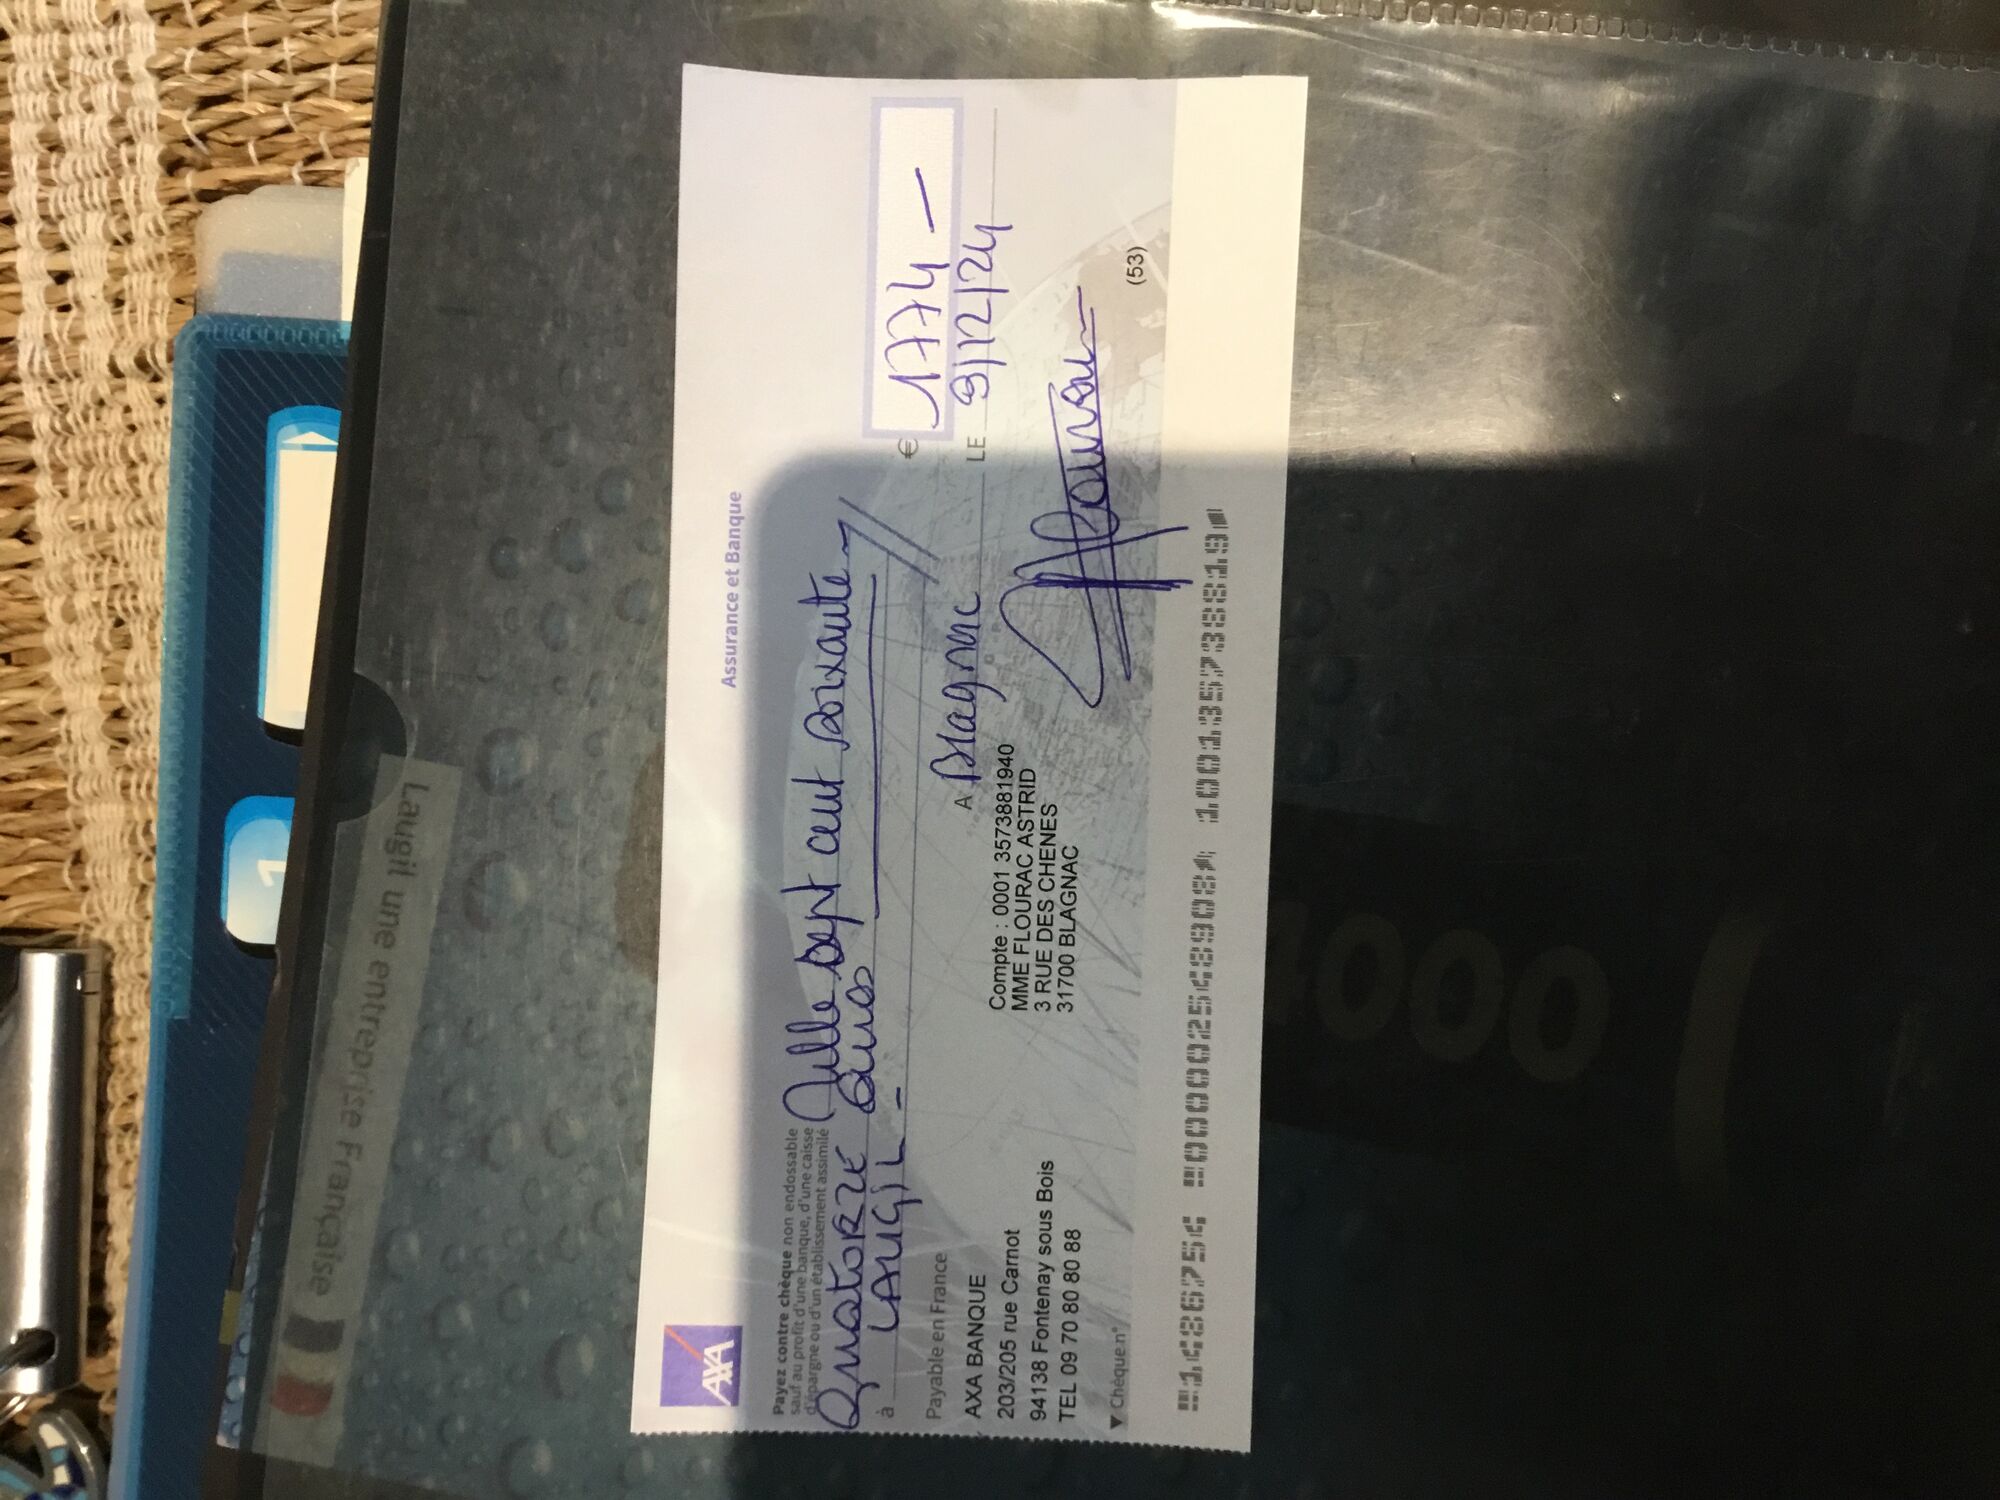 AXA
Assurance et Banque
Payez contre chèque non endossable
sauf au profit d'une banque, d'une caisse
d'épargne ou d'un établissement assimilé
Mille sept cent soixante
Quatorze Euros
€ 1774 —
à LAUGiL —
Payable en France
A Blagnac
LE 9/12/24
AXA BANQUE
203/205 rue Carnot
94138 Fontenay sous Bois
TEL 09 70 80 80 88
Compte : 0001 3573881940
MME FLOURAC ASTRID
3 RUE DES CHENES
31700 BLAGNAC
(53)
▼ Chèque n°
Laugil une entreprise Française
1